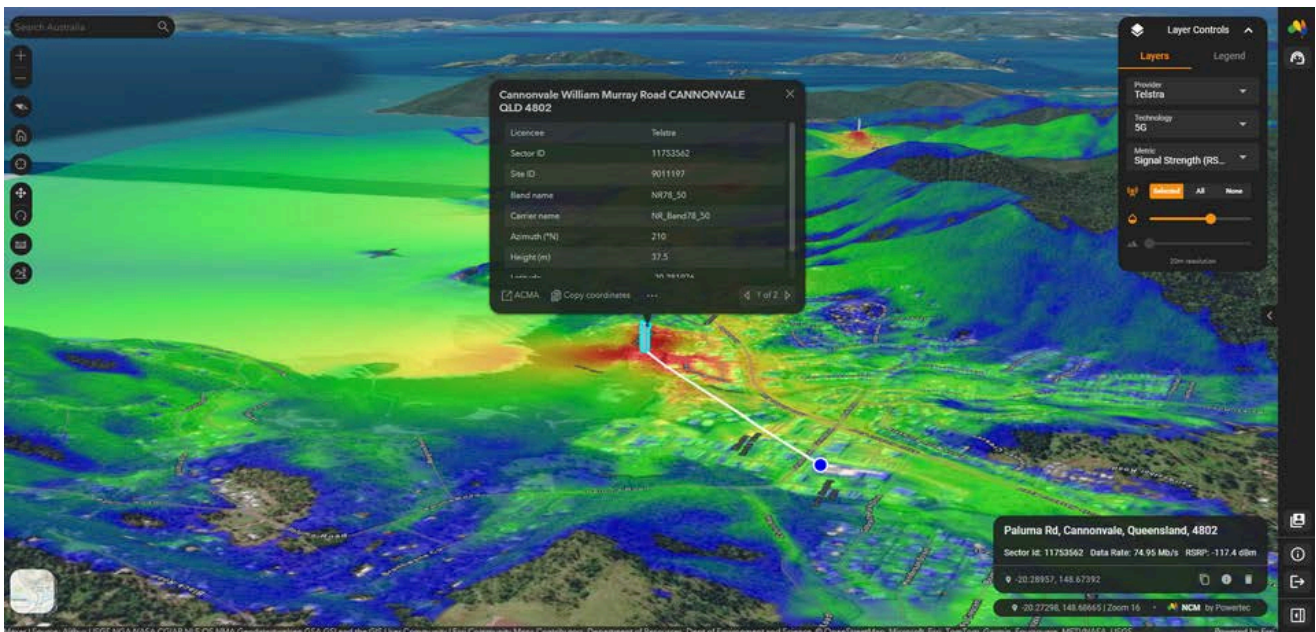 Search Australia
Cannonvale William Murray Road CANNONVALE
QLD 4802
Licencee Telstra
Sector ID 11753562
Site ID 9011197
Band name NR78_50
Carrier name NR_Band78_50
Azimuth (°N) 210
Height (m) 37.5
Latitude -20.281026
ACMA Copy coordinates ··· 1 of 2
Layer Controls
Layers Legend
Provider
Telstra
Technology
5G
Metric
Signal Strength (RS...
Selected All None
20m resolution
Paluma Rd, Cannonvale, Queensland, 4802
Sector Id: 11753562 Data Rate: 74.95 Mb/s RSRP: -117.4 dBm
-20.28957, 148.67392
-20.27298, 148.68665 | Zoom 16 • NCM by Powertec